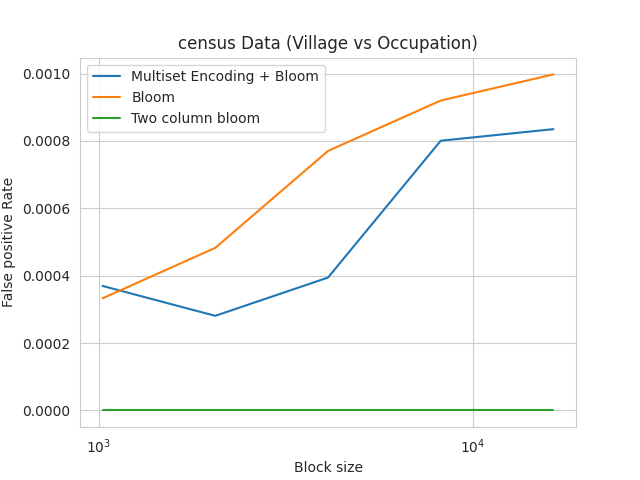 census Data (Village vs Occupation)
Multiset Encoding + Bloom
Bloom
Two column bloom
False positive Rate
0.0010
0.0008
0.0006
0.0004
0.0002
0.0000
10³
10⁴
Block size